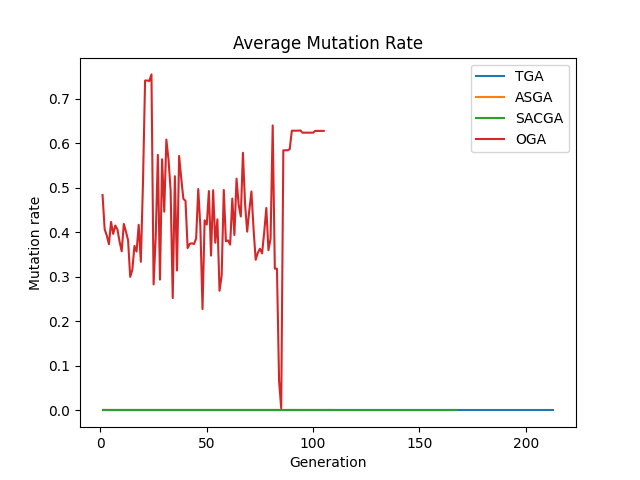 Average Mutation Rate
TGA
ASGA
SACGA
OGA
Mutation rate
0.7
0.6
0.5
0.4
0.3
0.2
0.1
0.0
0
50
100
150
200
Generation